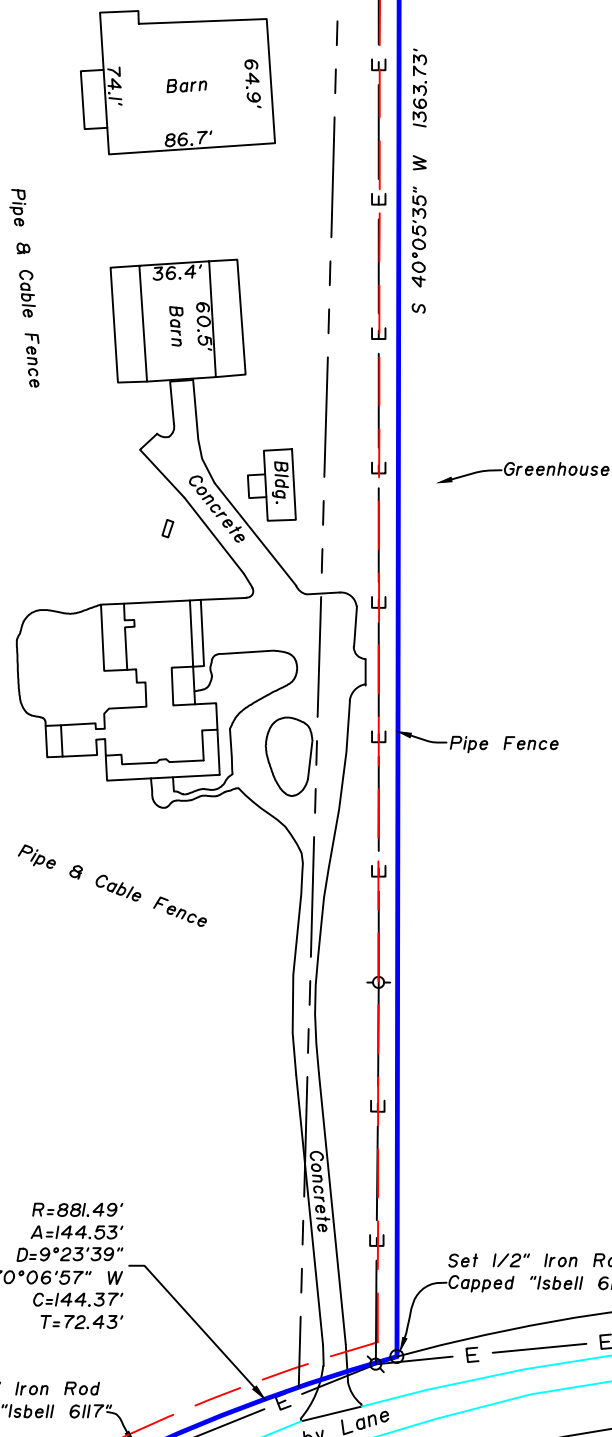 E
S 40°05'35" W 1363.73'
74.1'
Barn
64.9'
86.7'
E
Pipe & Cable Fence
36.4'
Barn
60.5'
E
Bldg.
E
Greenhouse
Concrete
E
E
Pipe Fence
Pipe & Cable Fence
E
E
Concrete
E
R=881.49'
A=144.53'
D=9°23'39"
0°06'57" W
C=144.37'
T=72.43'
Set 1/2" Iron Ro
Capped "Isbell 61
E
E
Iron Rod
"Isbell 6117"
E
by Lane